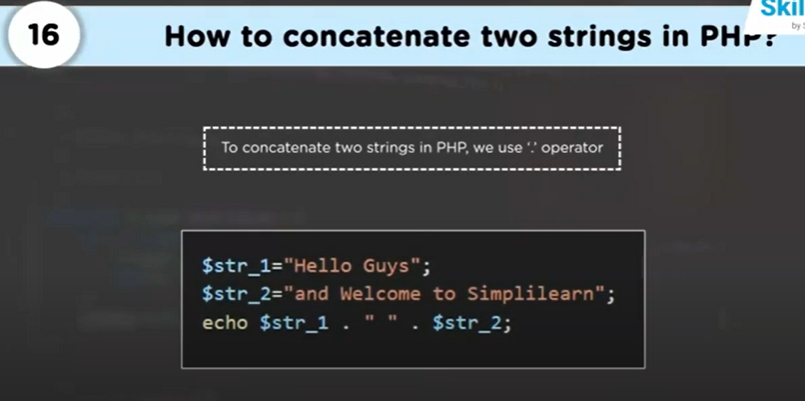 16
How to concatenate two strings in PHP?
Skil
by S
To concatenate two strings in PHP, we use ‘.’ operator
$str_1="Hello Guys";
$str_2="and Welcome to Simplilearn";
echo $str_1 . " " . $str_2;